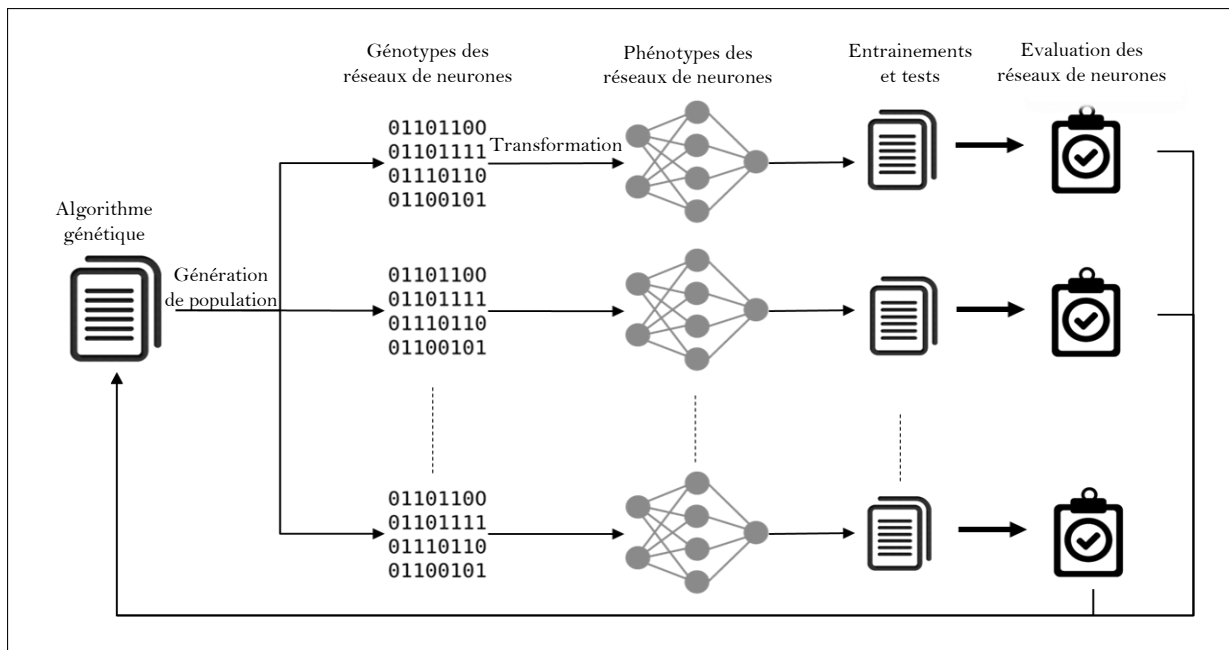 Génotypes des
réseaux de neurones
Phénotypes des
réseaux de neurones
Entrainements
et tests
Evaluation des
réseaux de neurones
01101100
01101111
01110110
01100101
Transformation
Algorithme
génétique
Génération
de population
01101100
01101111
01110110
01100101
01101100
01101111
01110110
01100101